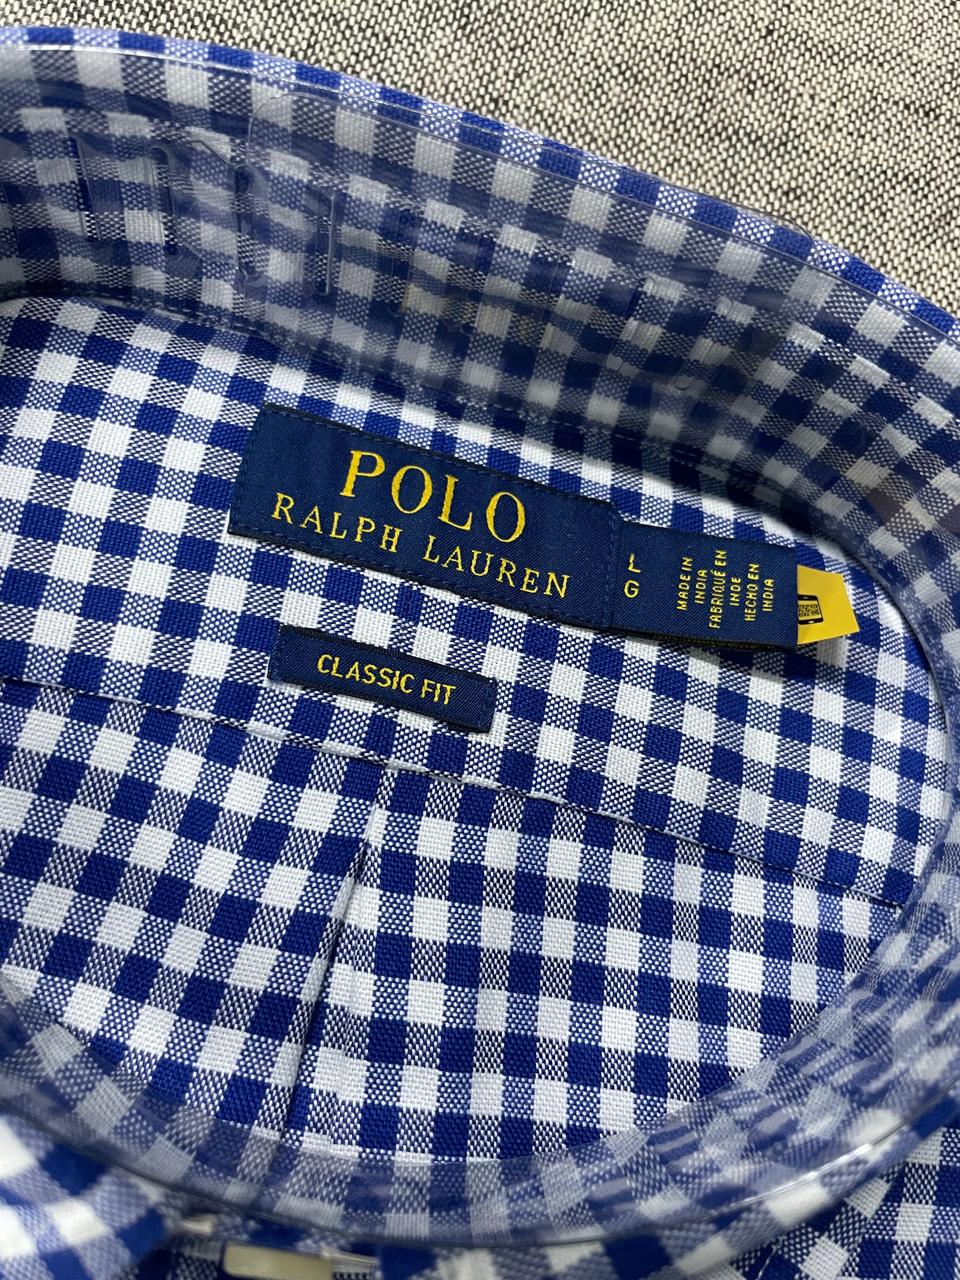 POLO
RALPH LAUREN
L
G
MADE IN
INDIA
FABRIQUÉ EN
INDE
HECHO EN
INDIA
CLASSIC FIT